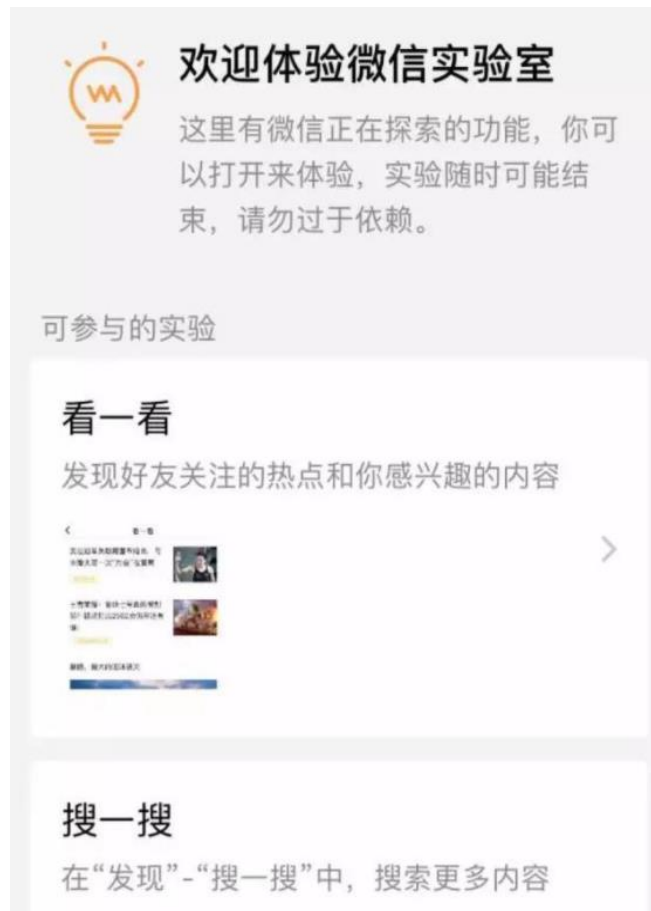 欢迎体验微信实验室
这里有微信正在探索的功能，你可
以打开来体验，实验随时可能结
束，请勿过于依赖。
可参与的实验
看一看
发现好友关注的热点和你感兴趣的内容
看一看
搜一搜
在“发现”-“搜一搜”中，搜索更多内容